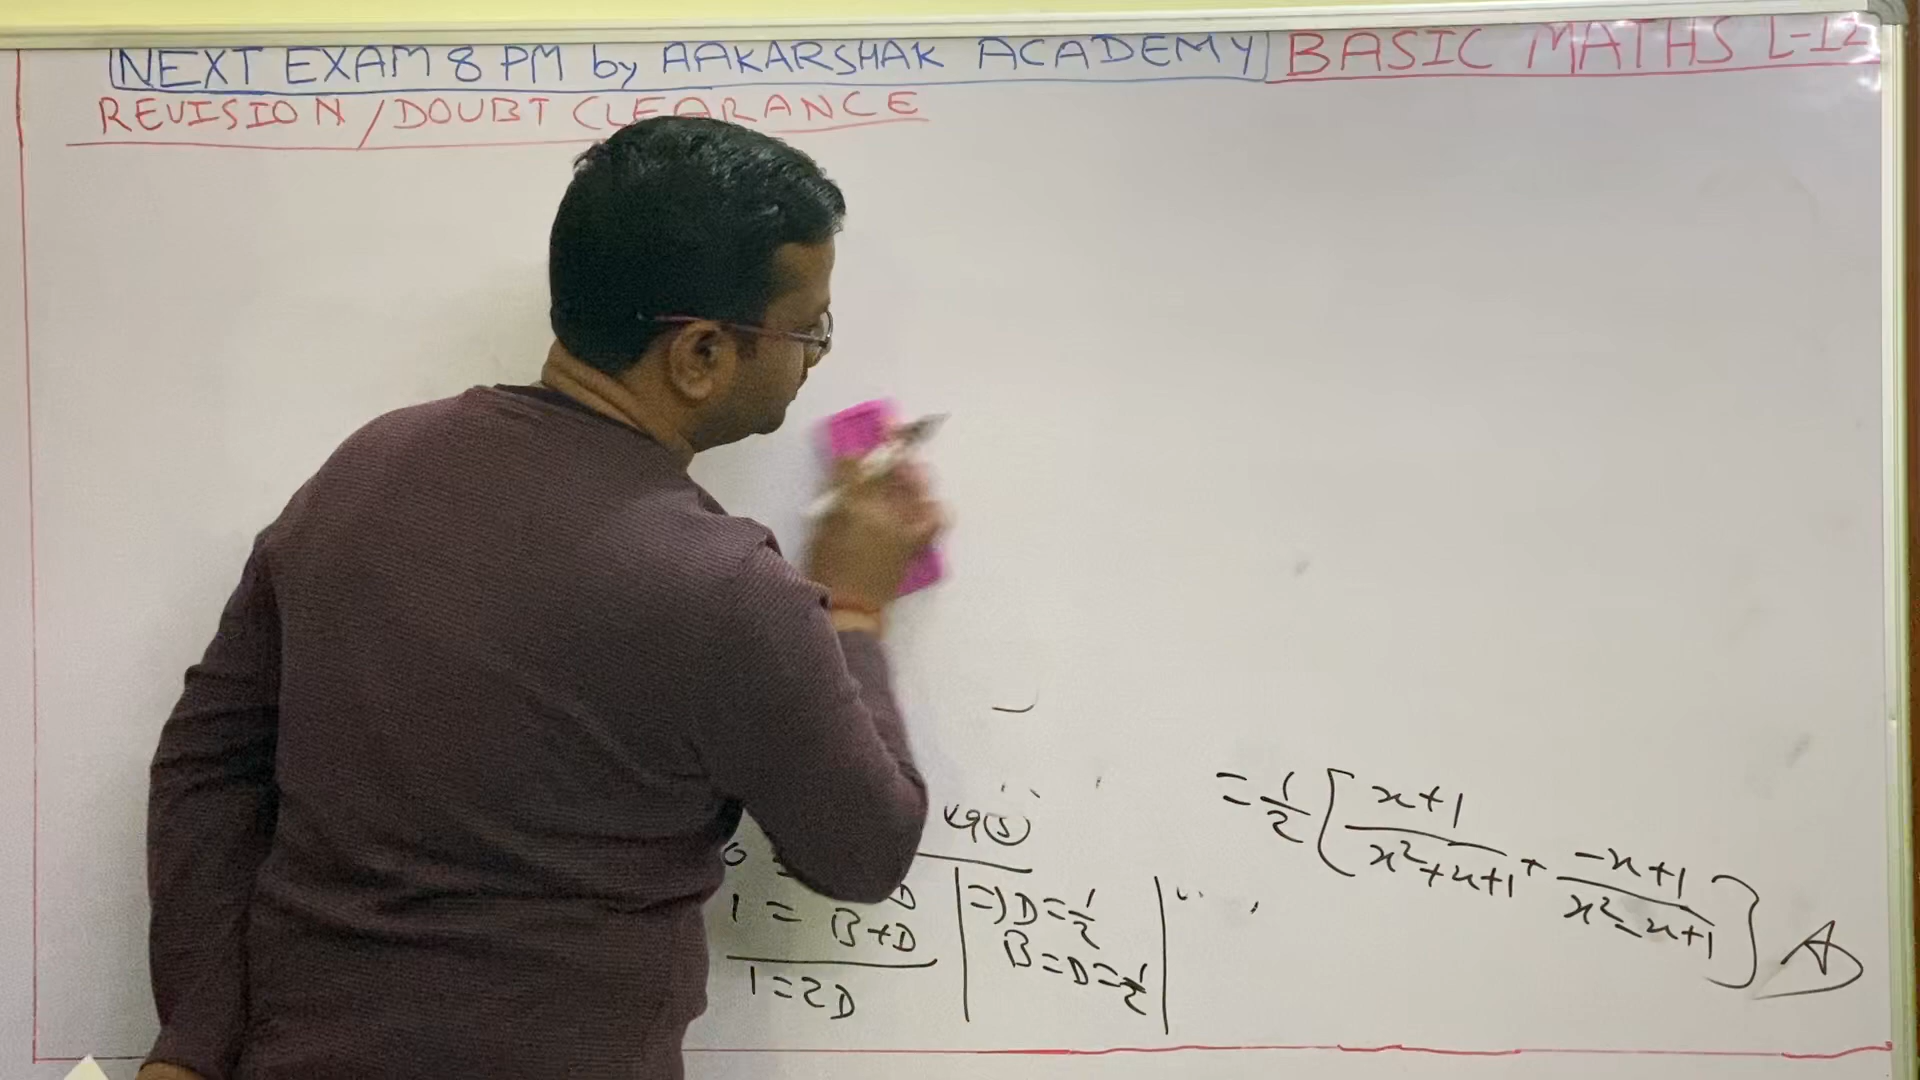 NEXT EXAM 8 PM by AAKARSHAK ACADEMY BASIC MATHS L-12
REVISION/DOUBT CLEARANCE
= 1/2 [ x+1 / x²+x+1 + -x+1 / x²-x+1 ] A
0 =
1 = B+D
1=2D
=) D=1/2
B=D=1/2